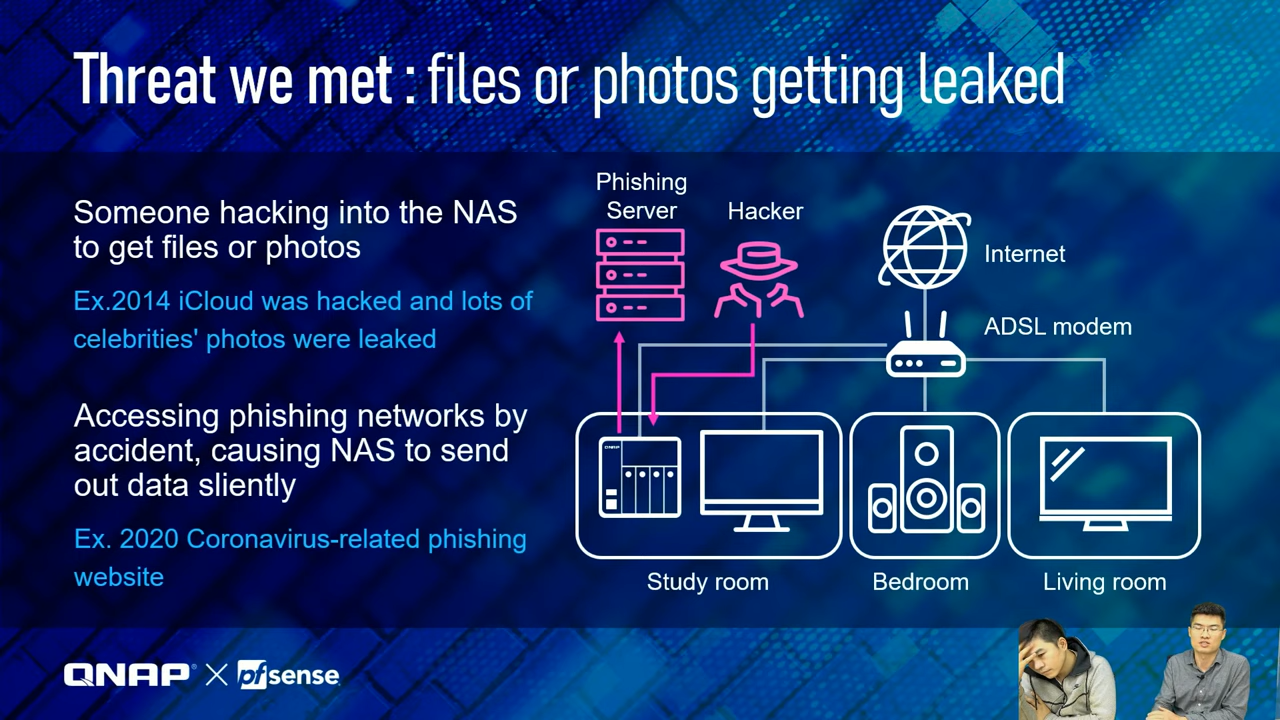 Threat we met : files or photos getting leaked
Someone hacking into the NAS
to get files or photos
Ex.2014 iCloud was hacked and lots of
celebrities' photos were leaked
Accessing phishing networks by
accident, causing NAS to send
out data sliently
Ex. 2020 Coronavirus-related phishing
website
Phishing
Server
Hacker
Internet
ADSL modem
QNAP
Study room
Bedroom
Living room
QNAP × pfsense